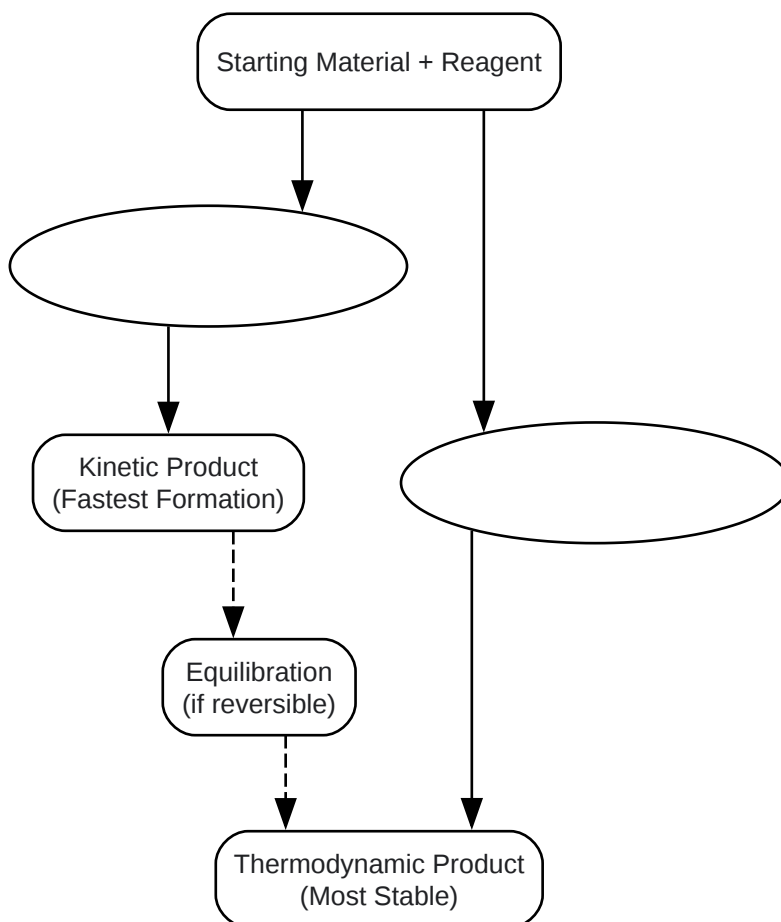 Starting Material + Reagent
Kinetic Product
(Fastest Formation)
Equilibration
(if reversible)
Thermodynamic Product
(Most Stable)